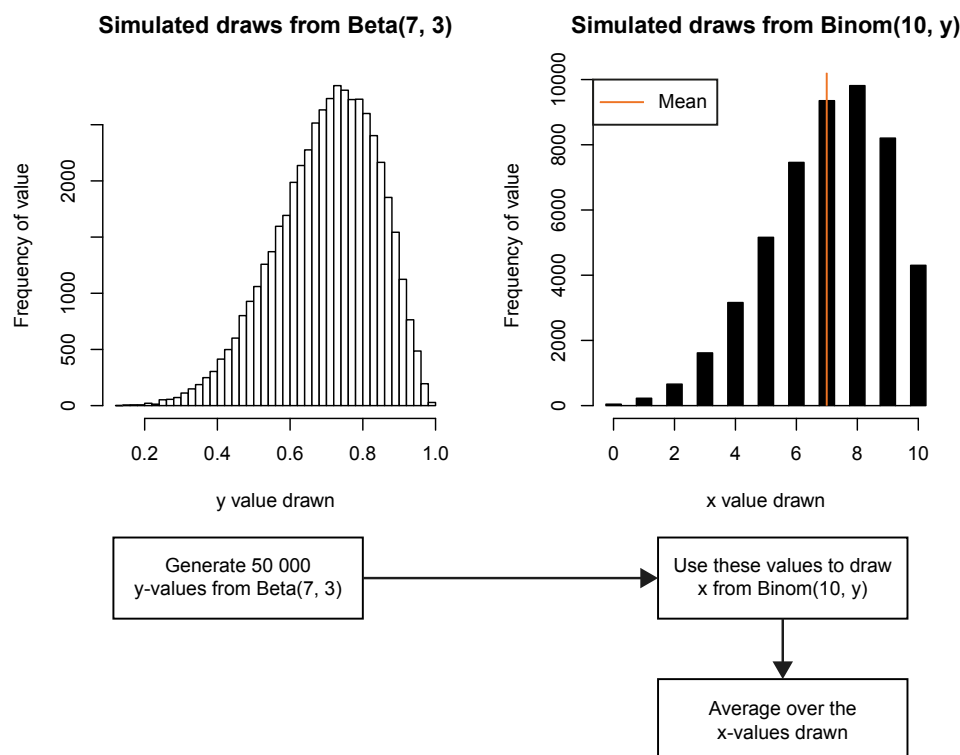 Simulated draws from Beta(7, 3)
Frequency of value
0
500
1000
2000
0.2
0.4
0.6
0.8
1.0
y value drawn
Simulated draws from Binom(10, y)
Mean
Frequency of value
0
2000
4000
6000
8000
10000
0
2
4
6
8
10
x value drawn
Generate 50 000
y-values from Beta(7, 3)
Use these values to draw
x from Binom(10, y)
Average over the
x-values drawn